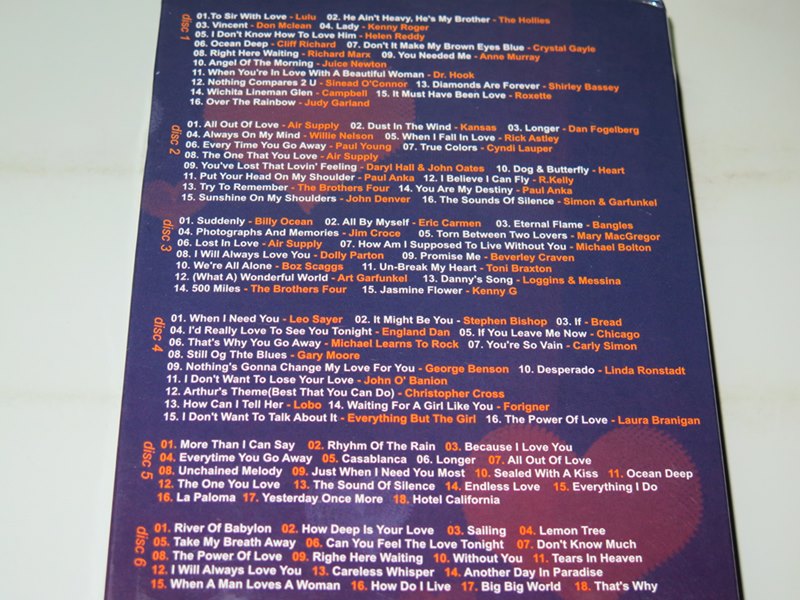 disc 1
01.To Sir With Love - Lulu 02. He Ain't Heavy, He's My Brother - The Hollies
03. Vincent - Don Mclean 04. Lady - Kenny Roger
05. I Don't Know How To Love Him - Helen Reddy
06. Ocean Deep - Cliff Richard 07. Don't It Make My Brown Eyes Blue - Crystal Gayle
08. Right Here Waiting - Richard Marx 09. You Needed Me - Anne Murray
10. Angel Of The Morning - Juice Newton
11. When You're In Love With A Beautiful Woman - Dr. Hook
12. Nothing Compares 2 U - Sinead O'Connor 13. Diamonds Are Forever - Shirley Bassey
14. Wichita Lineman Glen - Campbell 15. It Must Have Been Love - Roxette
16. Over The Rainbow - Judy Garland
disc 2
01. All Out Of Love - Air Supply 02. Dust In The Wind - Kansas 03. Longer - Dan Fogelberg
04. Always On My Mind - Willie Nelson 05. When I Fall In Love - Rick Astley
06. Every Time You Go Away - Paul Young 07. True Colors - Cyndi Lauper
08. The One That You Love - Air Supply
09. You've Lost That Lovin' Feeling - Daryl Hall & John Oates 10. Dog & Butterfly - Heart
11. Put Your Head On My Shoulder - Paul Anka 12. I Believe I Can Fly - R.Kelly
13. Try To Remember - The Brothers Four 14. You Are My Destiny - Paul Anka
15. Sunshine On My Shoulders - John Denver 16. The Sounds Of Silence - Simon & Garfunkel
disc 3
01. Suddenly - Billy Ocean 02. All By Myself - Eric Carmen 03. Eternal Flame - Bangles
04. Photographs And Memories - Jim Croce 05. Torn Between Two Lovers - Mary MacGregor
06. Lost In Love - Air Supply 07. How Am I Supposed To Live Without You - Michael Bolton
08. I Will Always Love You - Dolly Parton 09. Promise Me - Beverley Craven
10. We're All Alone - Boz Scaggs 11. Un-Break My Heart - Toni Braxton
12. (What A) Wonderful World - Art Garfunkel 13. Danny's Song - Loggins & Messina
14. 500 Miles - The Brothers Four 15. Jasmine Flower - Kenny G
disc 4
01. When I Need You - Leo Sayer 02. It Might Be You - Stephen Bishop 03. If - Bread
04. I'd Really Love To See You Tonight - England Dan 05. If You Leave Me Now - Chicago
06. That's Why You Go Away - Michael Learns To Rock 07. You're So Vain - Carly Simon
08. Still Og Thte Blues - Gary Moore
09. Nothing's Gonna Change My Love For You - George Benson 10. Desperado - Linda Ronstadt
11. I Don't Want To Lose Your Love - John O' Banion
12. Arthur's Theme(Best That You Can Do) - Christopher Cross
13. How Can I Tell Her - Lobo 14. Waiting For A Girl Like You - Forigner
15. I Don't Want To Talk About It - Everything But The Girl 16. The Power Of Love - Laura Branigan
disc 5
01. More Than I Can Say 02. Rhyhm Of The Rain 03. Because I Love You
04. Everytime You Go Away 05. Casablanca 06. Longer 07. All Out Of Love
08. Unchained Melody 09. Just When I Need You Most 10. Sealed With A Kiss 11. Ocean Deep
12. The One You Love 13. The Sound Of Silence 14. Endless Love 15. Everything I Do
16. La Paloma 17. Yesterday Once More 18. Hotel California
disc 6
01. River Of Babylon 02. How Deep Is Your Love 03. Sailing 04. Lemon Tree
05. Take My Breath Away 06. Can You Feel The Love Tonight 07. Don't Know Much
08. The Power Of Love 09. Righe Here Waiting 10. Without You 11. Tears In Heaven
12. I Will Always Love You 13. Careless Whisper 14. Another Day In Paradise
15. When A Man Loves A Woman 16. How Do I Live 17. Big Big World 18. That's Why